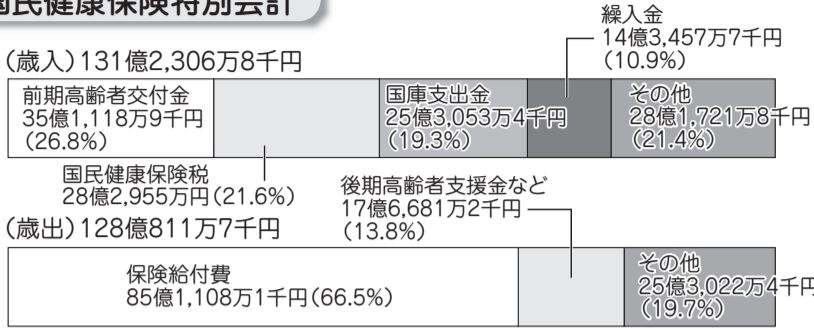 国民健康保険特別会計
繰入金
14億3,457万7千円
(10.9%)
(歳入)131億2,306万8千円
前期高齢者交付金
35億1,118万9千円
(26.8%)
国庫支出金
25億3,053万4千円
(19.3%)
その他
28億1,721万8千円
(21.4%)
国民健康保険税
28億2,955万円(21.6%)
後期高齢者支援金など
17億6,681万2千円
(13.8%)
(歳出)128億811万7千円
保険給付費
85億1,108万1千円(66.5%)
その他
25億3,022万4千円
(19.7%)